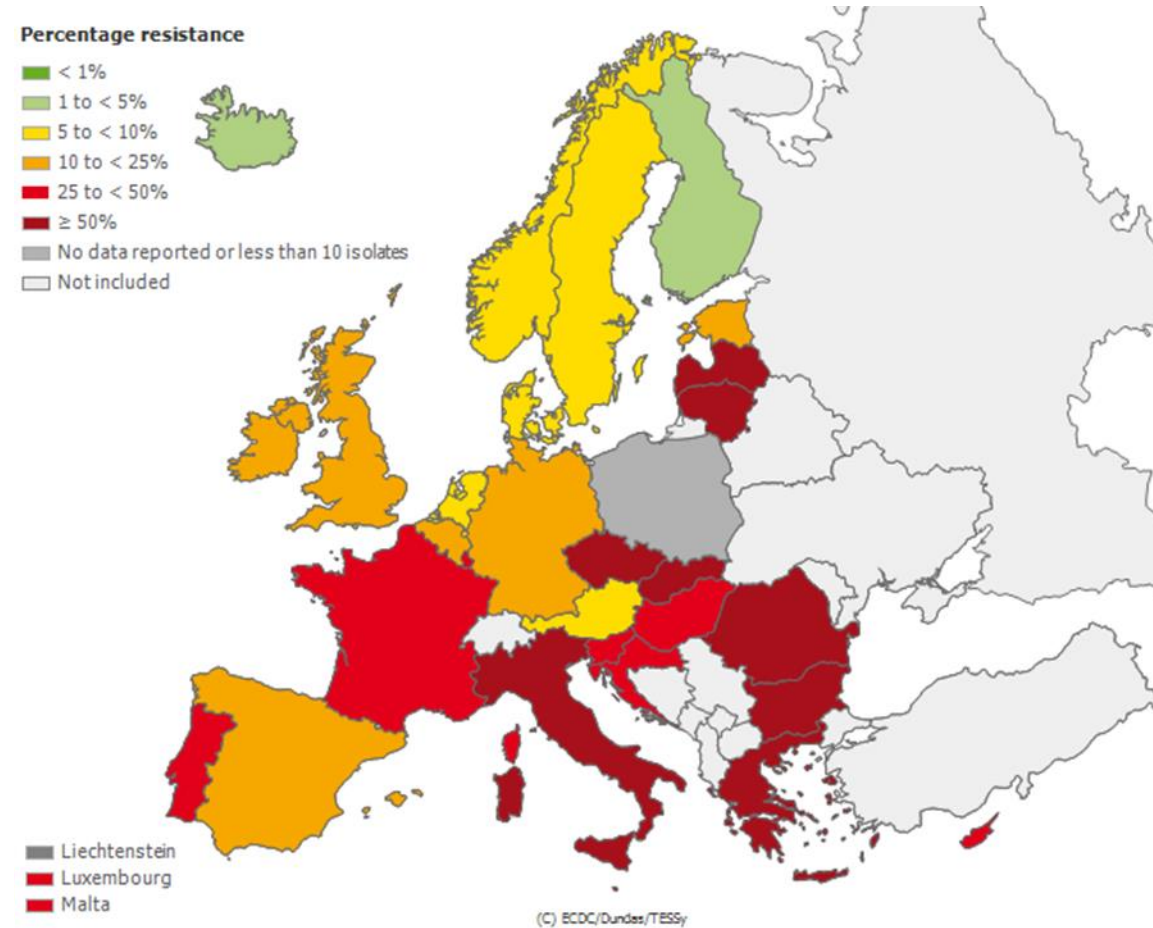 Percentage resistance
< 1%
1 to < 5%
5 to < 10%
10 to < 25%
25 to < 50%
≥ 50%
No data reported or less than 10 isolates
Not included
Liechtenstein
Luxembourg
Malta
(C) ECDC/Dundas/TESSy